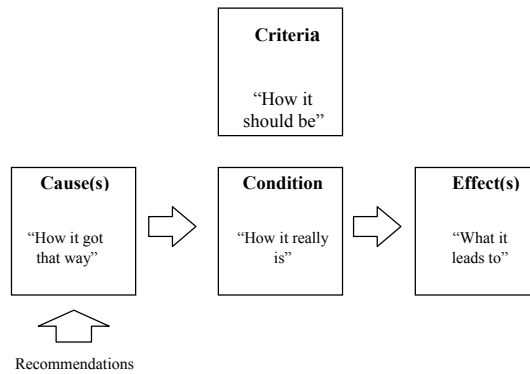 Criteria
“How it
should be”
Cause(s)
“How it got
that way”
Condition
“How it really
is”
Effect(s)
“What it
leads to”
Recommendations